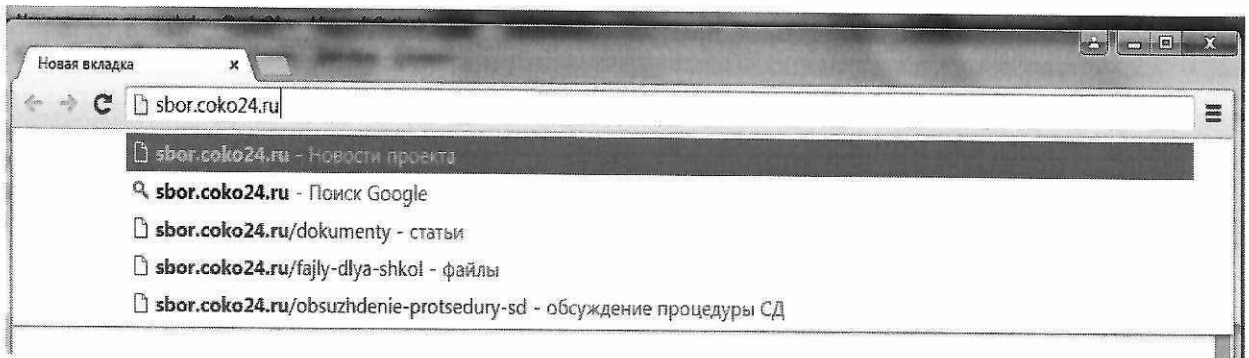 Новая вкладка x
sbor.coko24.ru
sbor.coko24.ru - Новости проекта
sbor.coko24.ru - Поиск Google
sbor.coko24.ru/dokumenty - статьи
sbor.coko24.ru/fajly-dlya-shkol - файлы
sbor.coko24.ru/obsuzhdenie-protsedury-sd - обсуждение процедуры СД